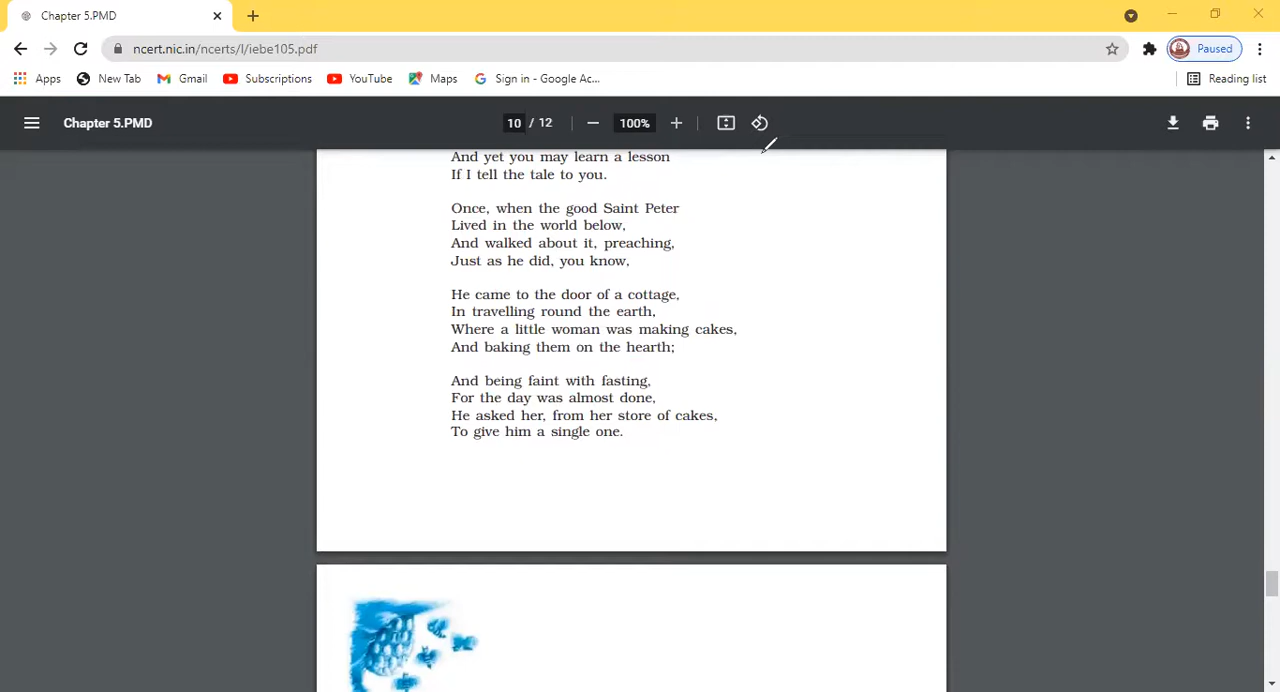 Chapter 5.PMD
ncert.nic.in/ncerts/l/iebe105.pdf
Paused
Apps
New Tab
Gmail
Subscriptions
YouTube
Maps
Sign in - Google Ac...
Reading list
Chapter 5.PMD
10 / 12
100%
And yet you may learn a lesson
If I tell the tale to you.
Once, when the good Saint Peter
Lived in the world below,
And walked about it, preaching,
Just as he did, you know,
He came to the door of a cottage,
In travelling round the earth,
Where a little woman was making cakes,
And baking them on the hearth;
And being faint with fasting,
For the day was almost done,
He asked her, from her store of cakes,
To give him a single one.